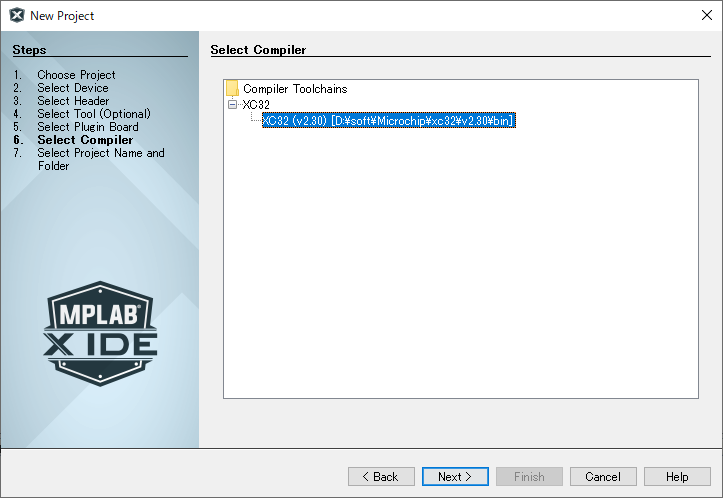 New Project
Steps
1. Choose Project
2. Select Device
3. Select Header
4. Select Tool (Optional)
5. Select Plugin Board
6. Select Compiler
7. Select Project Name and
Folder
MPLAB®
X IDE
Select Compiler
Compiler Toolchains
XC32
XC32 (v2.30) [D:¥soft¥Microchip¥xc32¥v2.30¥bin]
< Back
Next >
Finish
Cancel
Help